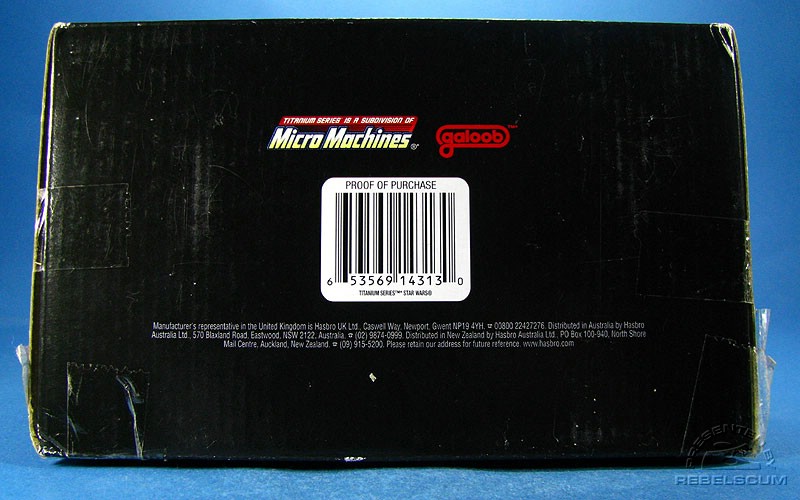 TITANIUM SERIES IS A SUBDIVISION OF
Micro Machines®
galoob™
PROOF OF PURCHASE
6 53569 14313 0
TITANIUM SERIES™ STAR WARS®
Manufacturer's representative in the United Kingdom is Hasbro UK Ltd., Caswell Way, Newport, Gwent NP19 4YH. ☎ 00800 22427276. Distributed in Australia by Hasbro
Australia Ltd., 570 Blaxland Road, Eastwood, NSW 2122, Australia. ☎ (02) 9874-0999. Distributed in New Zealand by Hasbro Australia Ltd., PO Box 100-940, North Shore
Mail Centre, Auckland, New Zealand. ☎ (09) 915-5200. Please retain our address for future reference. www.hasbro.com
PRESENTED BY
REBELSCUM